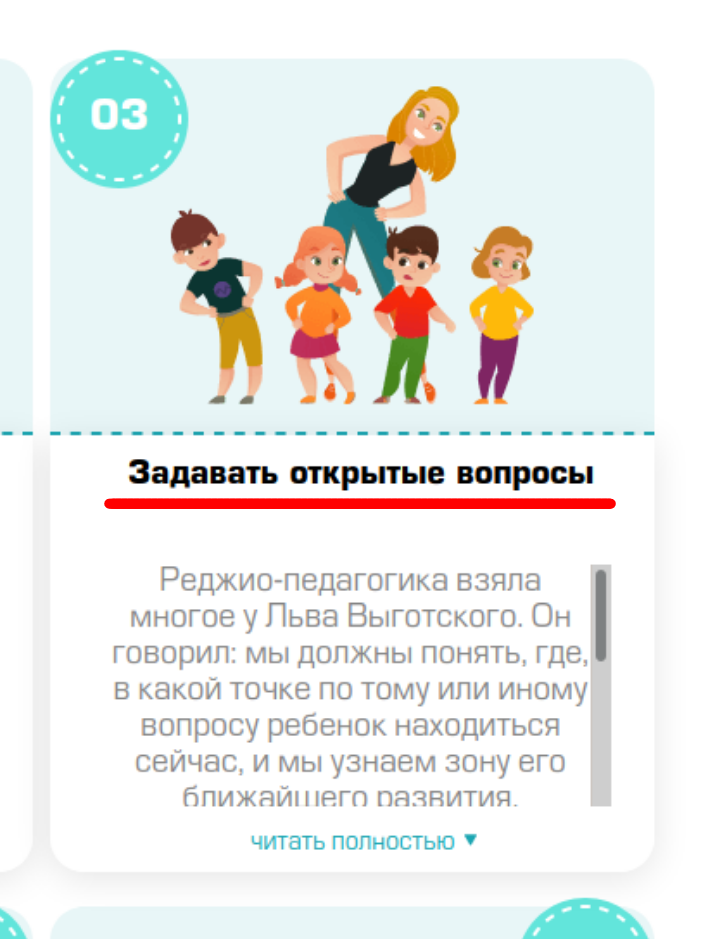 03
Задавать открытые вопросы
Реджио-педагогика взяла
многое у Льва Выготского. Он
говорил: мы должны понять, где,
в какой точке по тому или иному
вопросу ребенок находиться
сейчас, и мы узнаем зону его
ближайшего развития.
читать полностью ▼